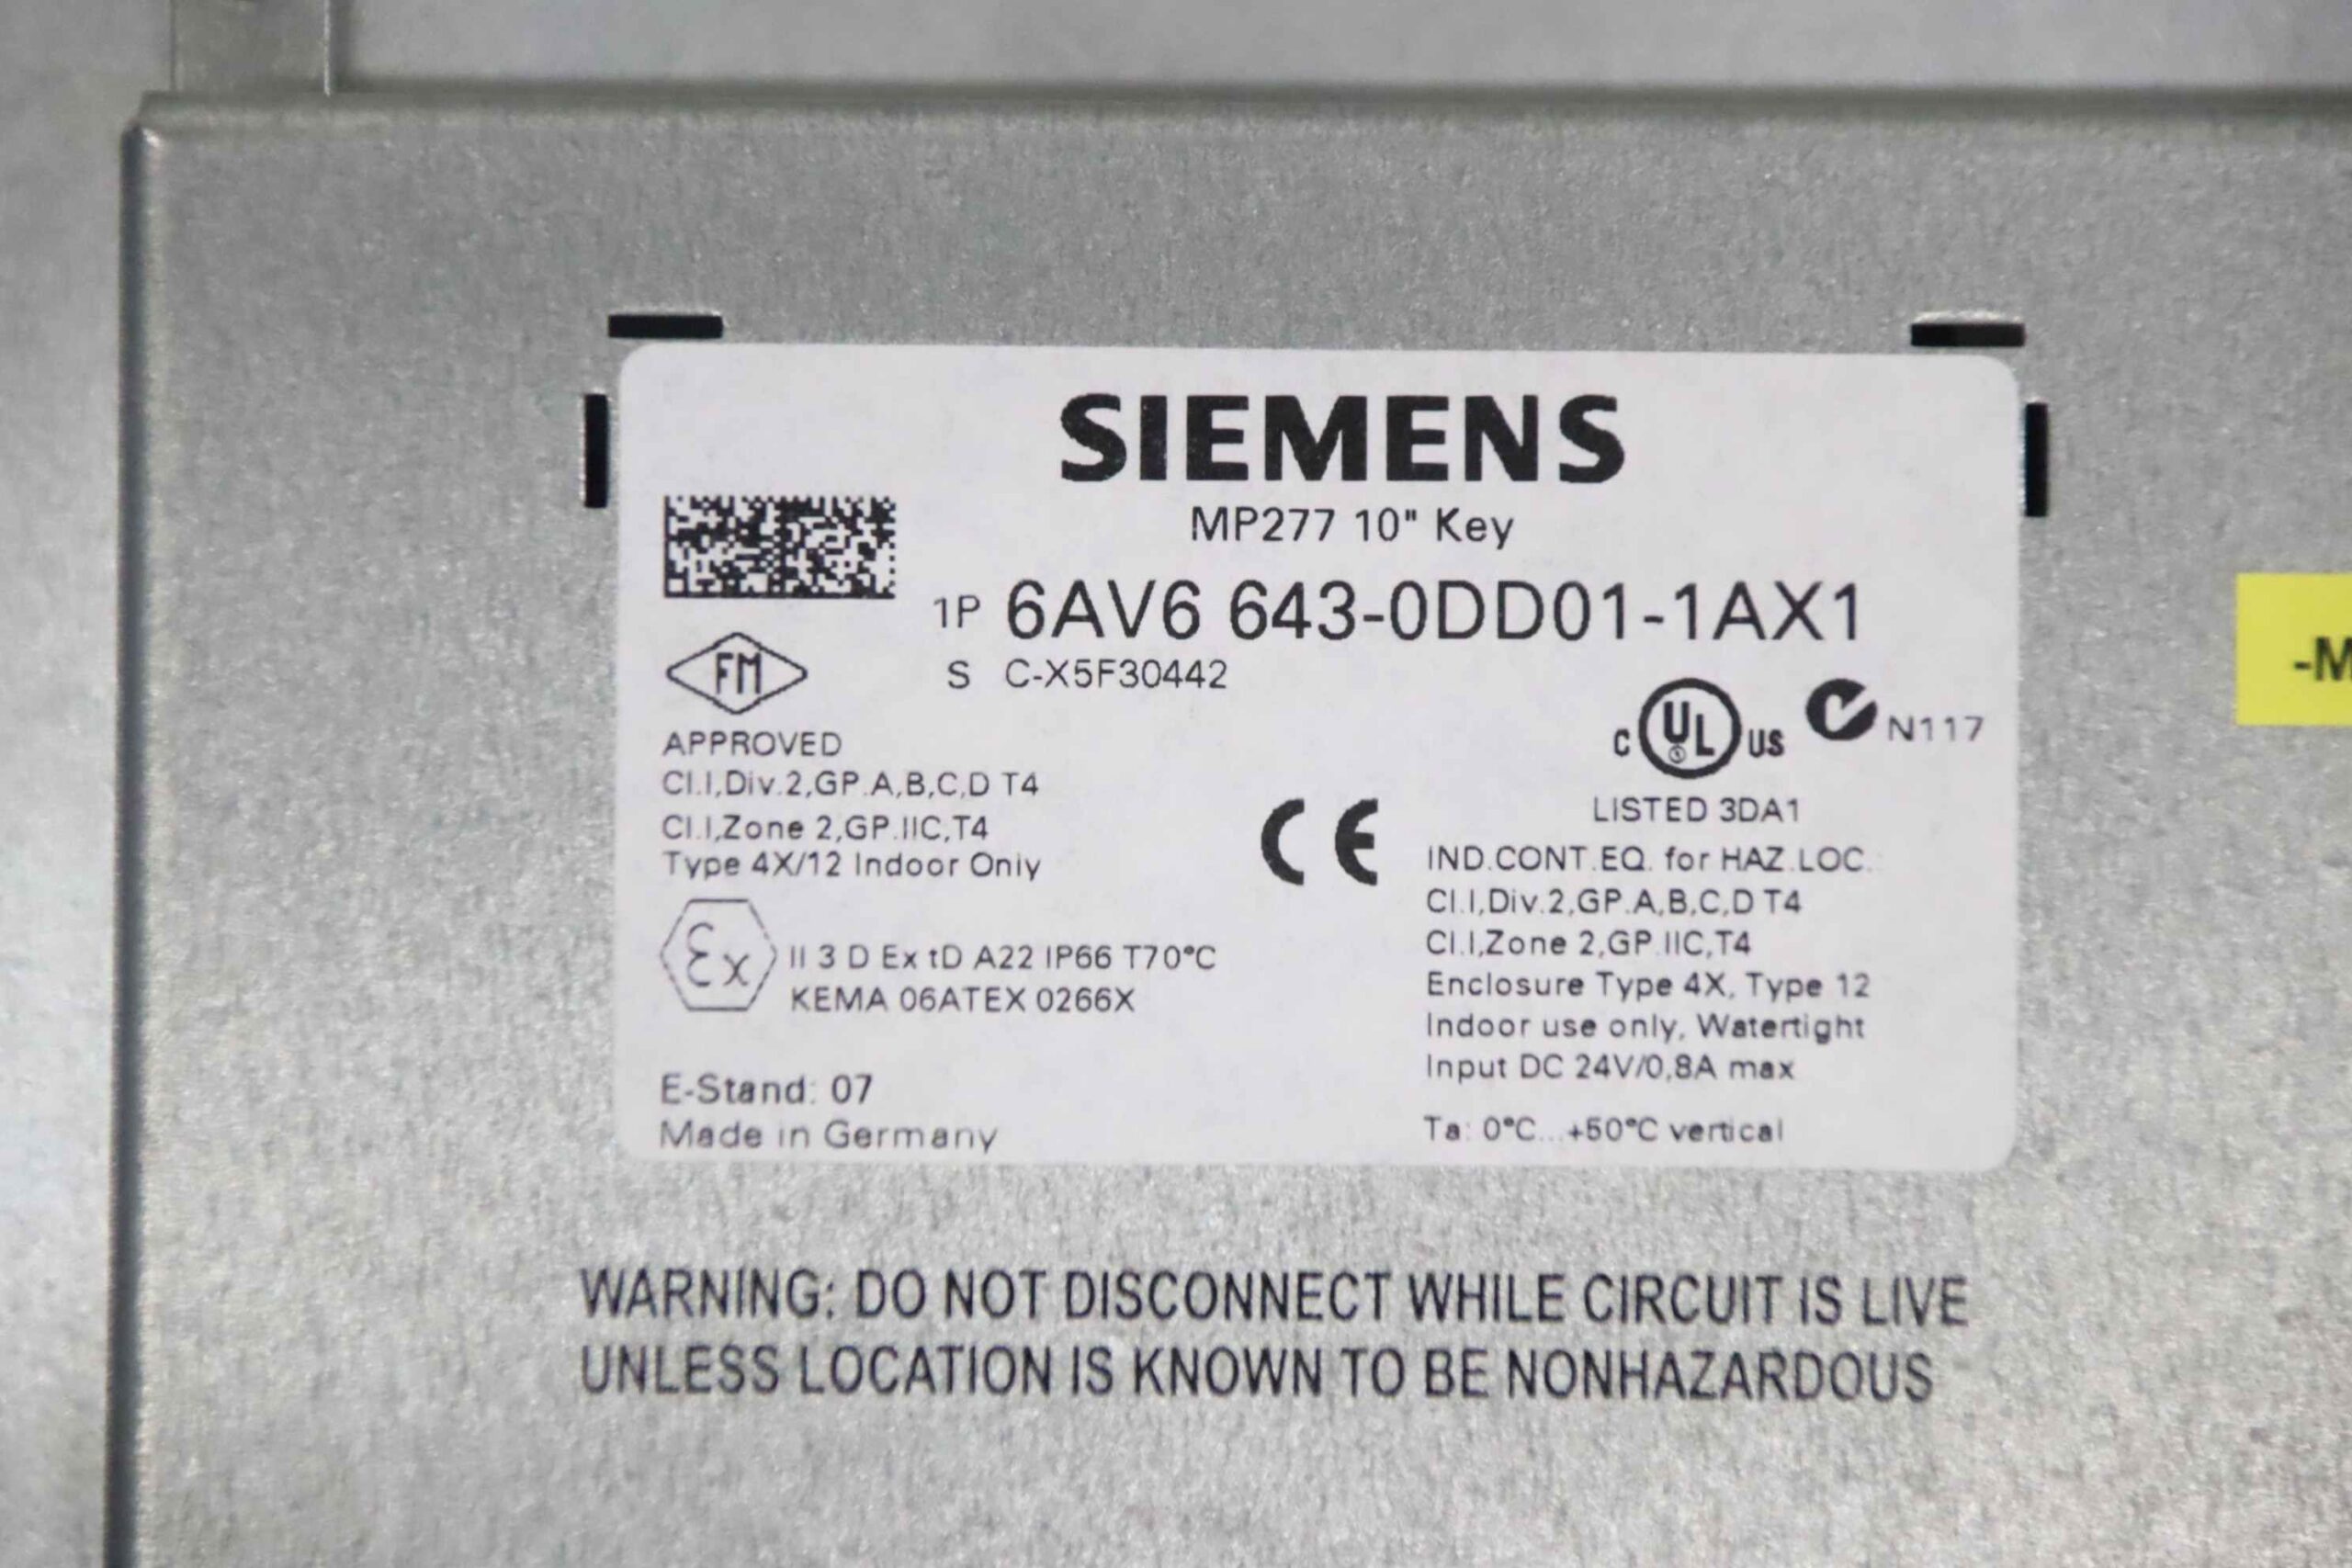 SIEMENS
MP277 10" Key
1P 6AV6 643-0DD01-1AX1
S C-X5F30442
FM
APPROVED
Cl.I,Div.2,GP.A,B,C,D T4
Cl.I,Zone 2,GP.IIC,T4
Type 4X/12 Indoor Only
Ex II 3 D Ex tD A22 IP66 T70°C
KEMA 06ATEX 0266X
E-Stand: 07
Made in Germany
CE
C UL US N117
LISTED 3DA1
IND.CONT.EQ. for HAZ.LOC.
Cl.I,Div.2,GP.A,B,C,D T4
Cl.I,Zone 2,GP.IIC,T4
Enclosure Type 4X, Type 12
Indoor use only, Watertight
Input DC 24V/0,8A max
Ta: 0°C...+50°C vertical
-M
WARNING: DO NOT DISCONNECT WHILE CIRCUIT IS LIVE
UNLESS LOCATION IS KNOWN TO BE NONHAZARDOUS